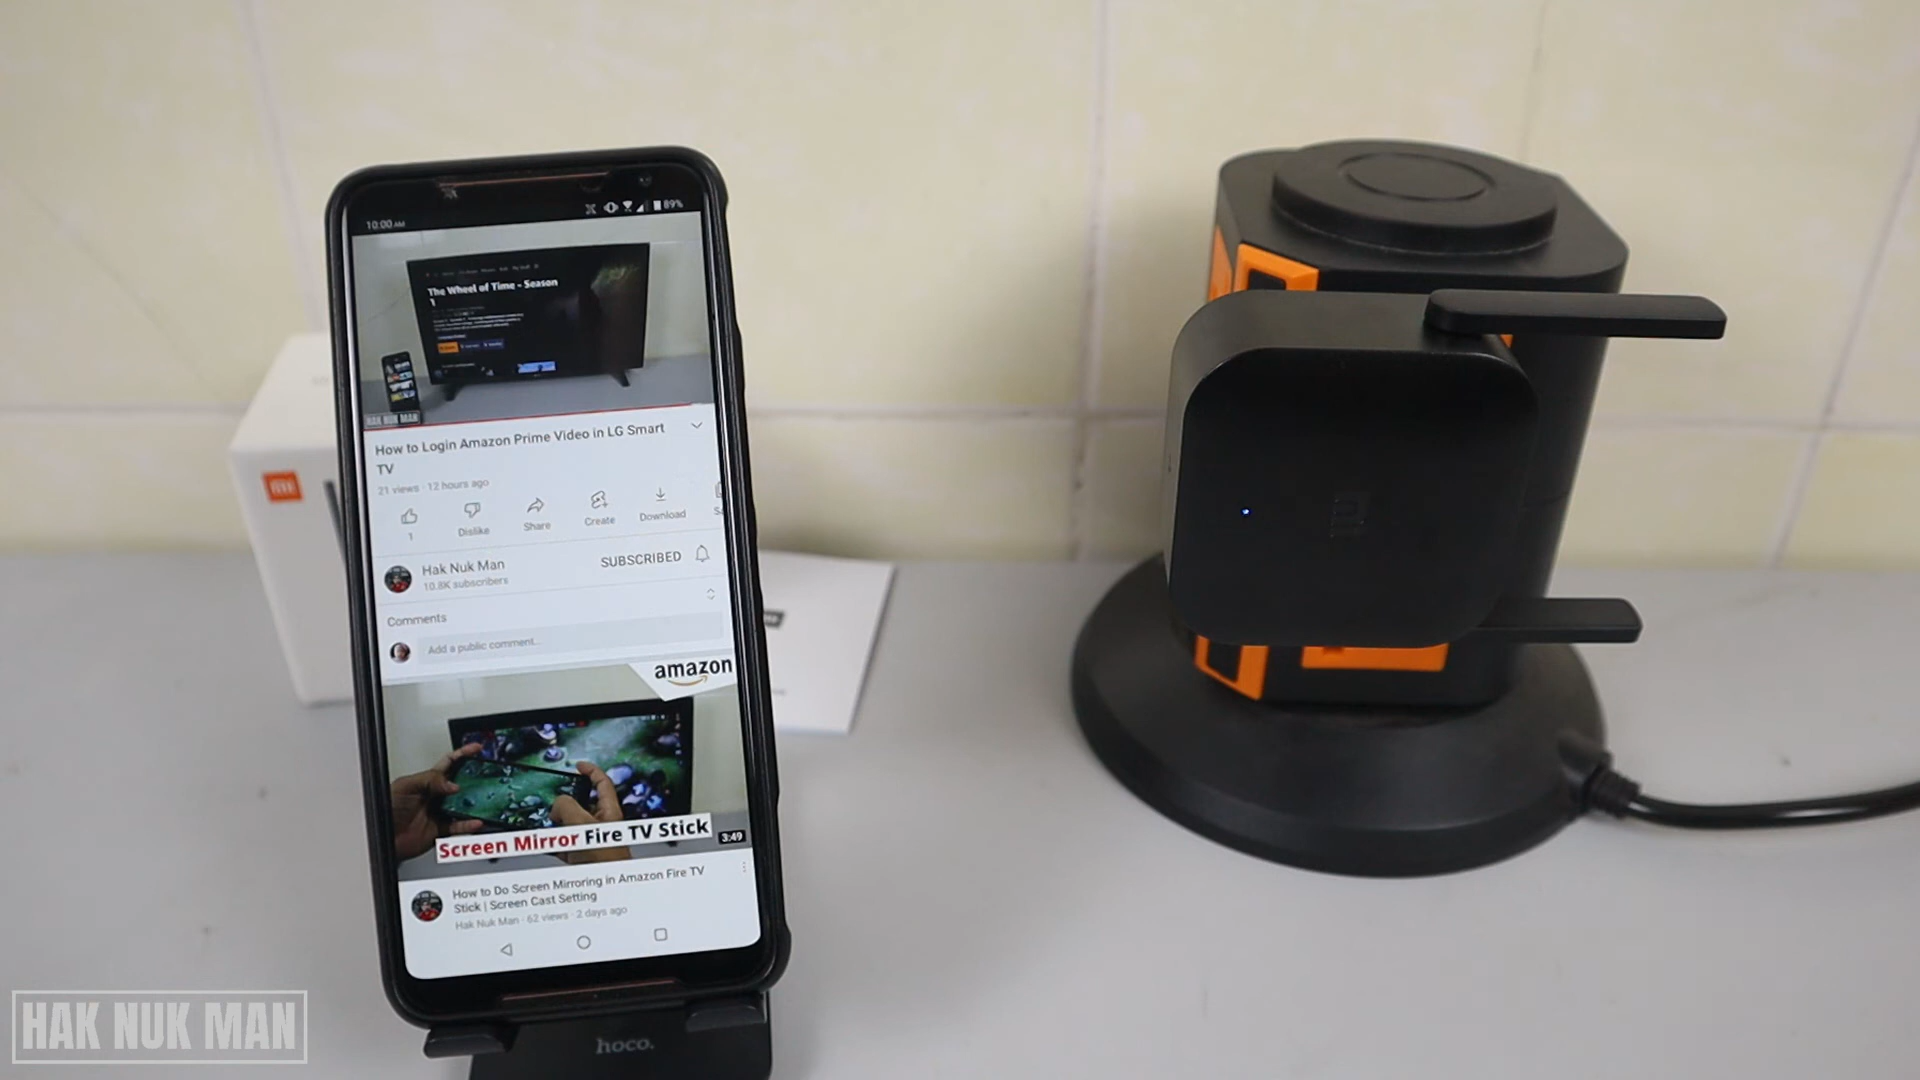 10:00 AM
89%
The Wheel of Time - Season
1
HAK NUK MAN
How to Login Amazon Prime Video in LG Smart
TV
21 views · 12 hours ago
1
Dislike
Share
Create
Download
Hak Nuk Man
10.8K subscribers
SUBSCRIBED
Comments
Add a public comment...
amazon
Screen Mirror Fire TV Stick
3:49
How to Do Screen Mirroring in Amazon Fire TV
Stick | Screen Cast Setting
Hak Nuk Man · 62 views · 2 days ago
hoco.
HAK NUK MAN